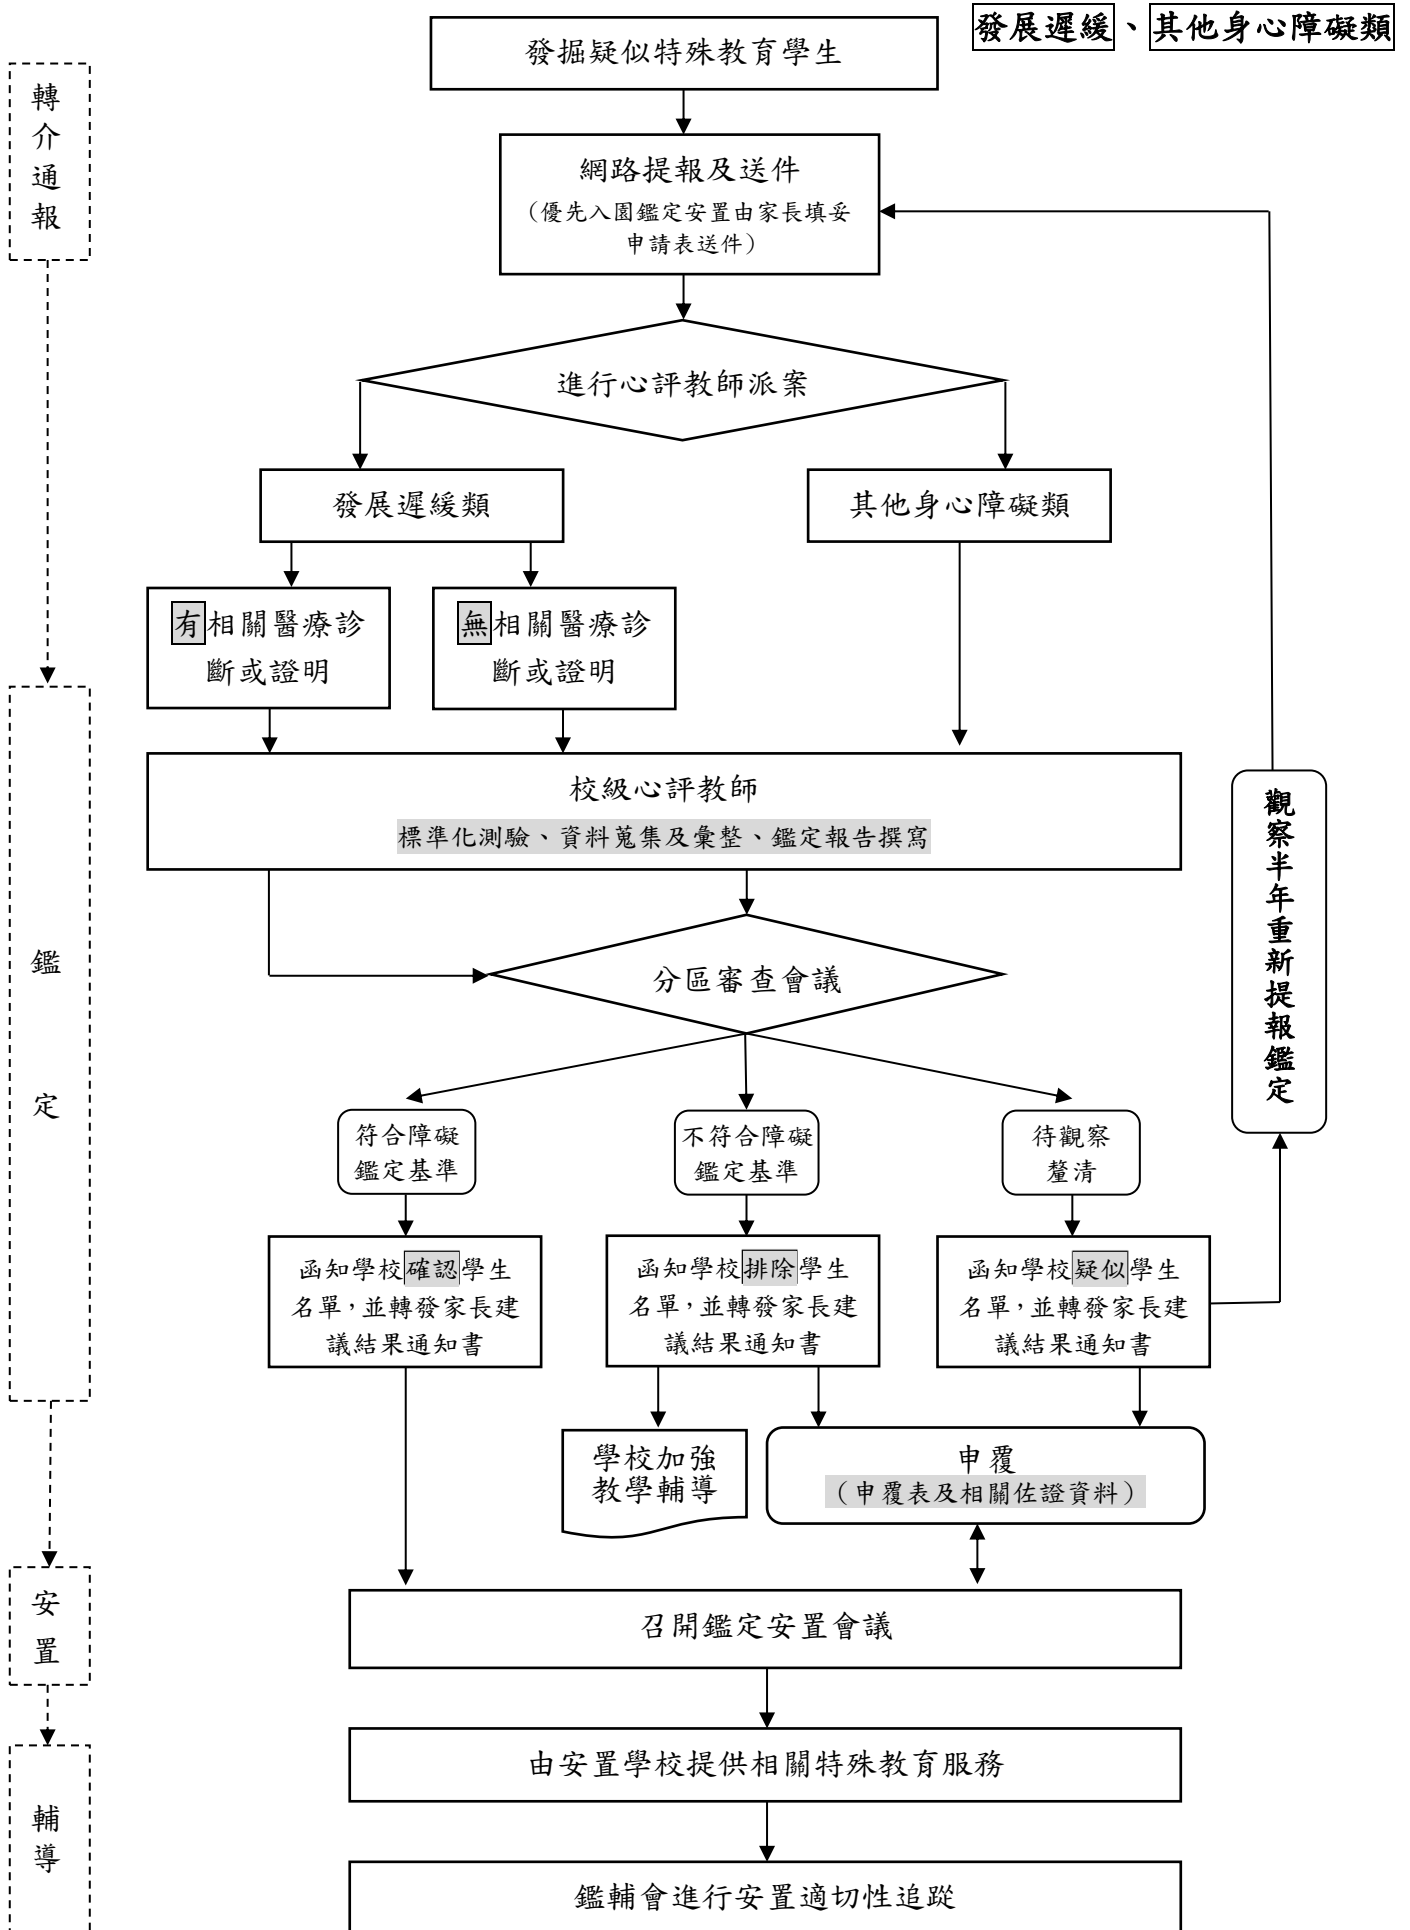 發展遲緩、其他身心障礙類
發掘疑似特殊教育學生
轉
介
通
報
網路提報及送件
（優先入園鑑定安置由家長填妥
申請表送件）
進行心評教師派案
發展遲緩類
其他身心障礙類
有相關醫療診
斷或證明
無相關醫療診
斷或證明
校級心評教師
標準化測驗、資料蒐集及彙整、鑑定報告撰寫
觀察半年重新提報鑑定
鑑
定
分區審查會議
符合障礙
鑑定基準
不符合障礙
鑑定基準
待觀察
釐清
函知學校確認學生
名單，並轉發家長建
議結果通知書
函知學校排除學生
名單，並轉發家長建
議結果通知書
函知學校疑似學生
名單，並轉發家長建
議結果通知書
學校加強
教學輔導
申覆
（申覆表及相關佐證資料）
安
置
召開鑑定安置會議
由安置學校提供相關特殊教育服務
輔
導
鑑輔會進行安置適切性追蹤